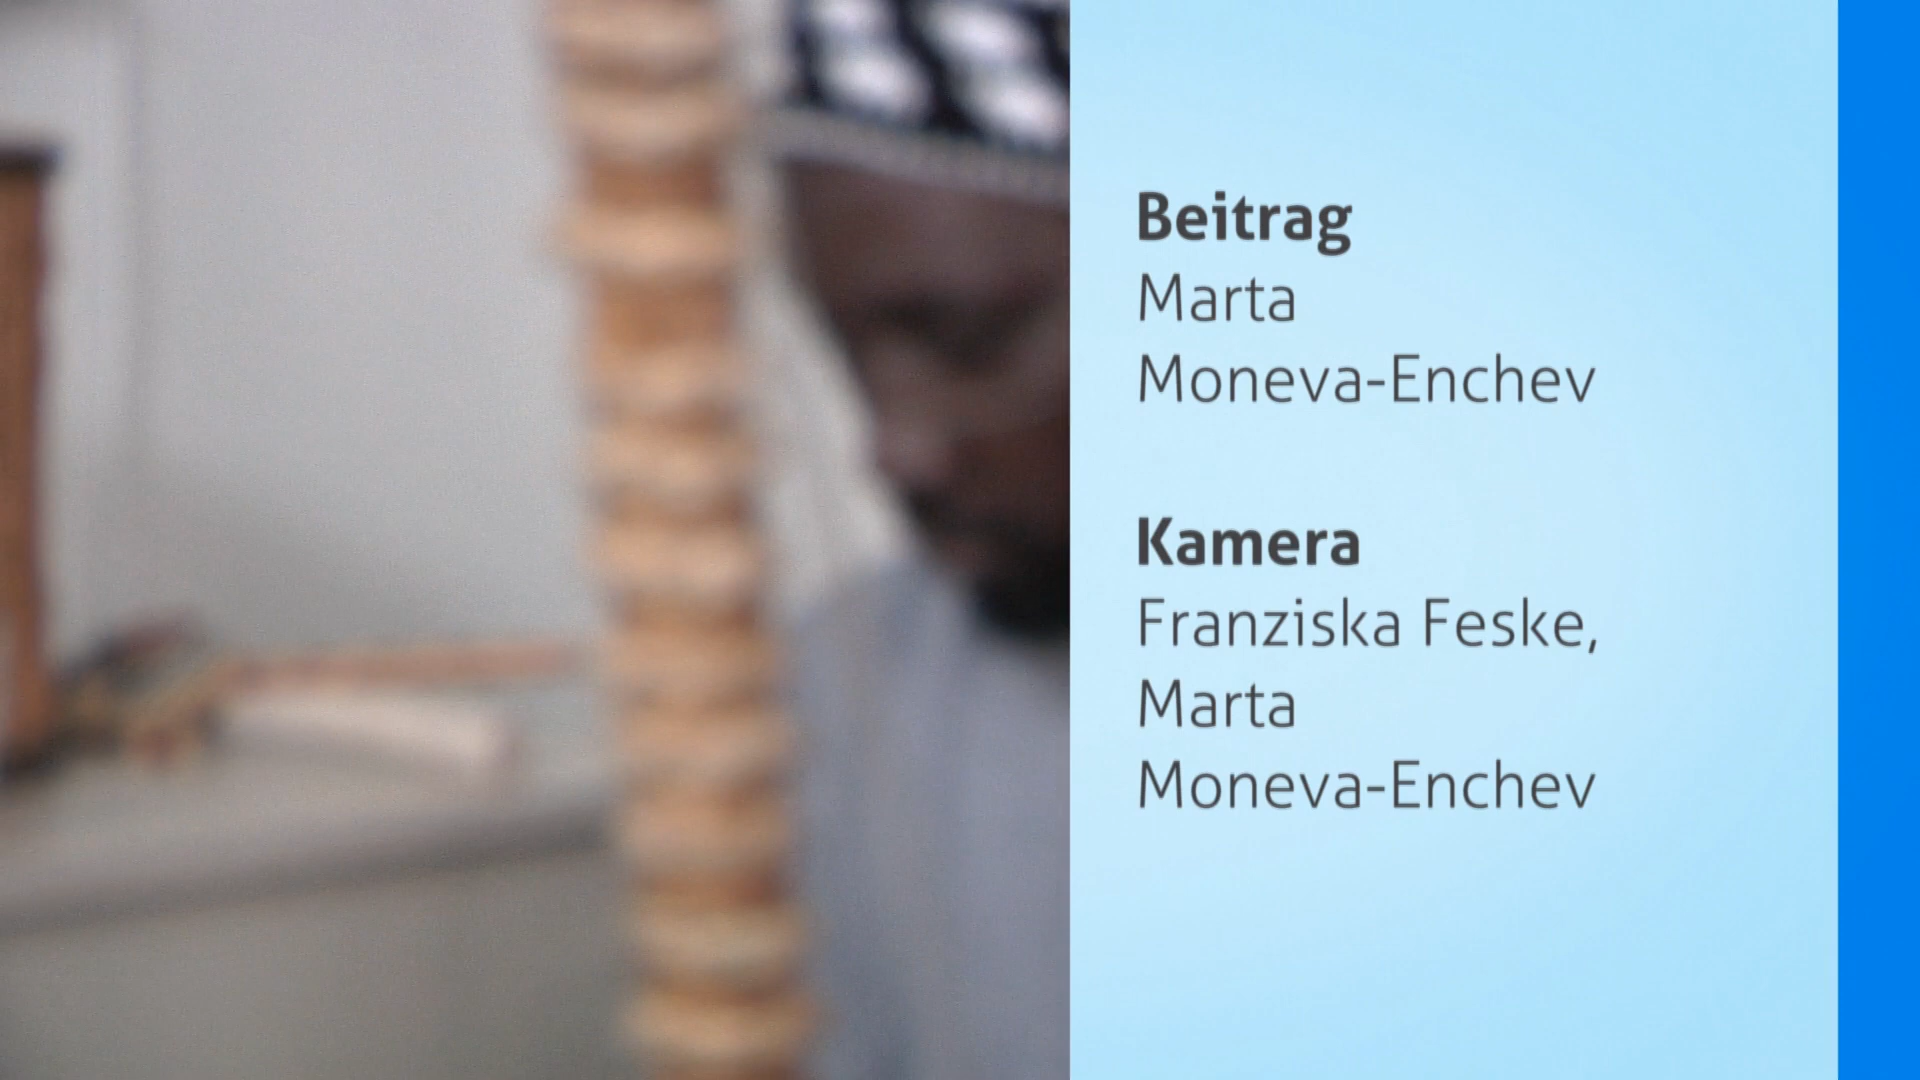 Beitrag
Marta
Moneva-Enchev
Kamera
Franziska Feske,
Marta
Moneva-Enchev